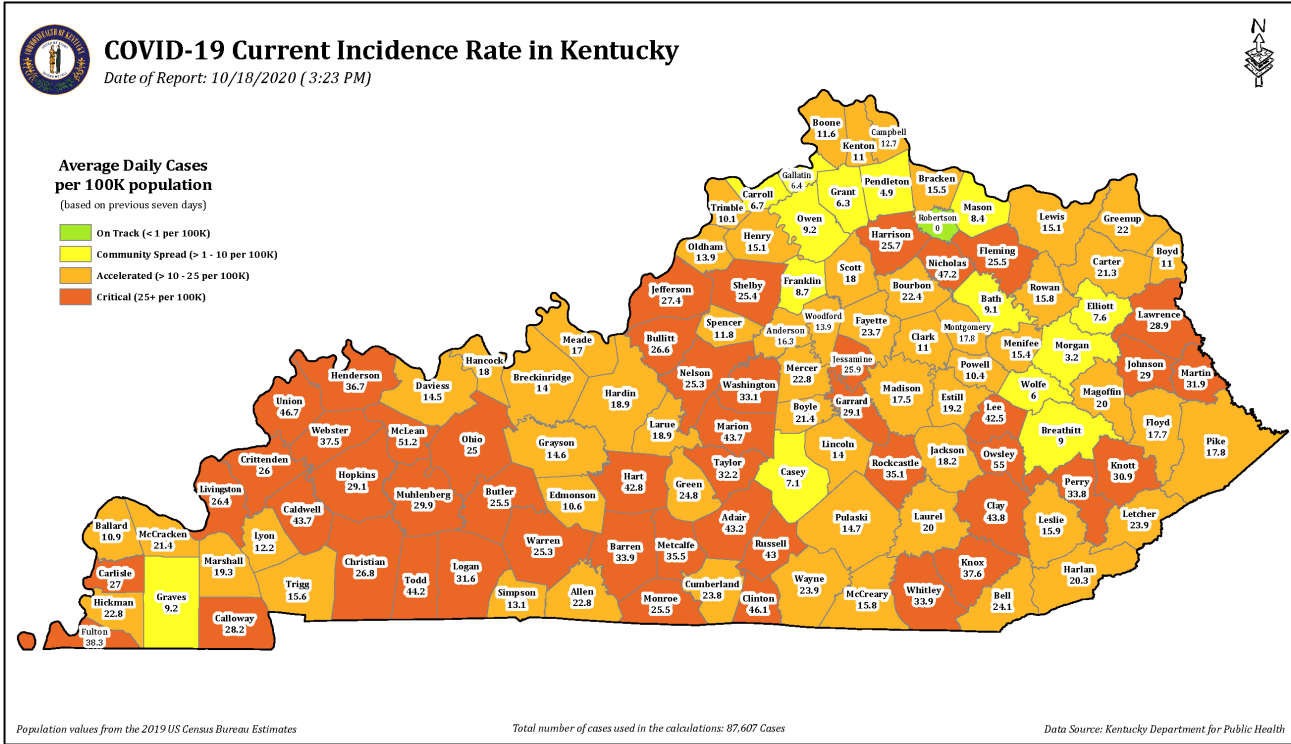 COVID-19 Current Incidence Rate in Kentucky
Date of Report: 10/18/2020 ( 3:23 PM)
N
Average Daily Cases
per 100K population
(based on previous seven days)
On Track (< 1 per 100K)
Community Spread (> 1 - 10 per 100K)
Accelerated (> 10 - 25 per 100K)
Critical (25+ per 100K)
Boone
11.6
Kenton
11
Campbell
12.7
Gallatin
6.4
Carroll
6.7
Grant
6.3
Pendleton
4.9
Bracken
15.5
Trimble
10.1
Owen
9.2
Robertson
0
Mason
8.4
Lewis
15.1
Greenup
22
Oldham
13.9
Henry
15.1
Harrison
25.7
Fleming
25.5
Boyd
11
Nicholas
47.2
Carter
21.3
Jefferson
27.4
Shelby
25.4
Franklin
8.7
Scott
18
Bourbon
22.4
Bath
9.1
Rowan
15.8
Elliott
7.6
Lawrence
28.9
Spencer
11.8
Anderson
16.3
Woodford
13.9
Fayette
23.7
Clark
11
Montgomery
17.8
Menifee
15.4
Morgan
3.2
Bullitt
26.6
Meade
17
Hancock
18
Breckinridge
14
Nelson
25.3
Washington
33.1
Mercer
22.8
Jessamine
25.9
Powell
10.4
Johnson
29
Martin
31.9
Henderson
36.7
Daviess
14.5
Hardin
18.9
Madison
17.5
Estill
19.2
Wolfe
6
Magoffin
20
Union
46.7
Boyle
21.4
Garrard
29.1
Lee
42.5
Floyd
17.7
Webster
37.5
McLean
51.2
Ohio
25
Larue
18.9
Marion
43.7
Breathitt
9
Pike
17.8
Grayson
14.6
Lincoln
14
Jackson
18.2
Owsley
55
Crittenden
26
Hopkins
29.1
Hart
42.8
Taylor
32.2
Casey
7.1
Rockcastle
35.1
Knott
30.9
Livingston
26.4
Muhlenberg
29.9
Butler
25.5
Edmonson
10.6
Green
24.8
Perry
33.8
Caldwell
43.7
Adair
43.2
Pulaski
14.7
Laurel
20
Clay
43.8
Leslie
15.9
Letcher
23.9
Ballard
10.9
McCracken
21.4
Lyon
12.2
Warren
25.3
Barren
33.9
Metcalfe
35.5
Russell
43
Carlisle
27
Marshall
19.3
Christian
26.8
Todd
44.2
Logan
31.6
Knox
37.6
Harlan
20.3
Graves
9.2
Trigg
15.6
Simpson
13.1
Allen
22.8
Monroe
25.5
Cumberland
23.8
Clinton
46.1
Wayne
23.9
McCreary
15.8
Whitley
33.9
Bell
24.1
Hickman
22.8
Calloway
28.2
Fulton
38.3
Population values from the 2019 US Census Bureau Estimates
Total number of cases used in the calculations: 87,607 Cases
Data Source: Kentucky Department for Public Health